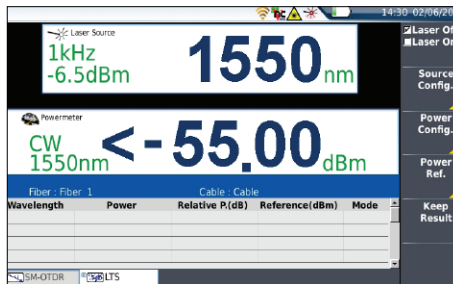 14:30 02/06/20
Laser Source
1kHz
-6.5dBm
1550nm
Laser Of
Laser On
Source
Config.
Powermeter
CW
1550nm
<-55.00dBm
Power
Config.
Power
Ref.
Fiber : Fiber 1 Cable : Cable
Wavelength Power Relative P.(dB) Reference(dBm) Mode
Keep
Result
SM-OTDR LTS